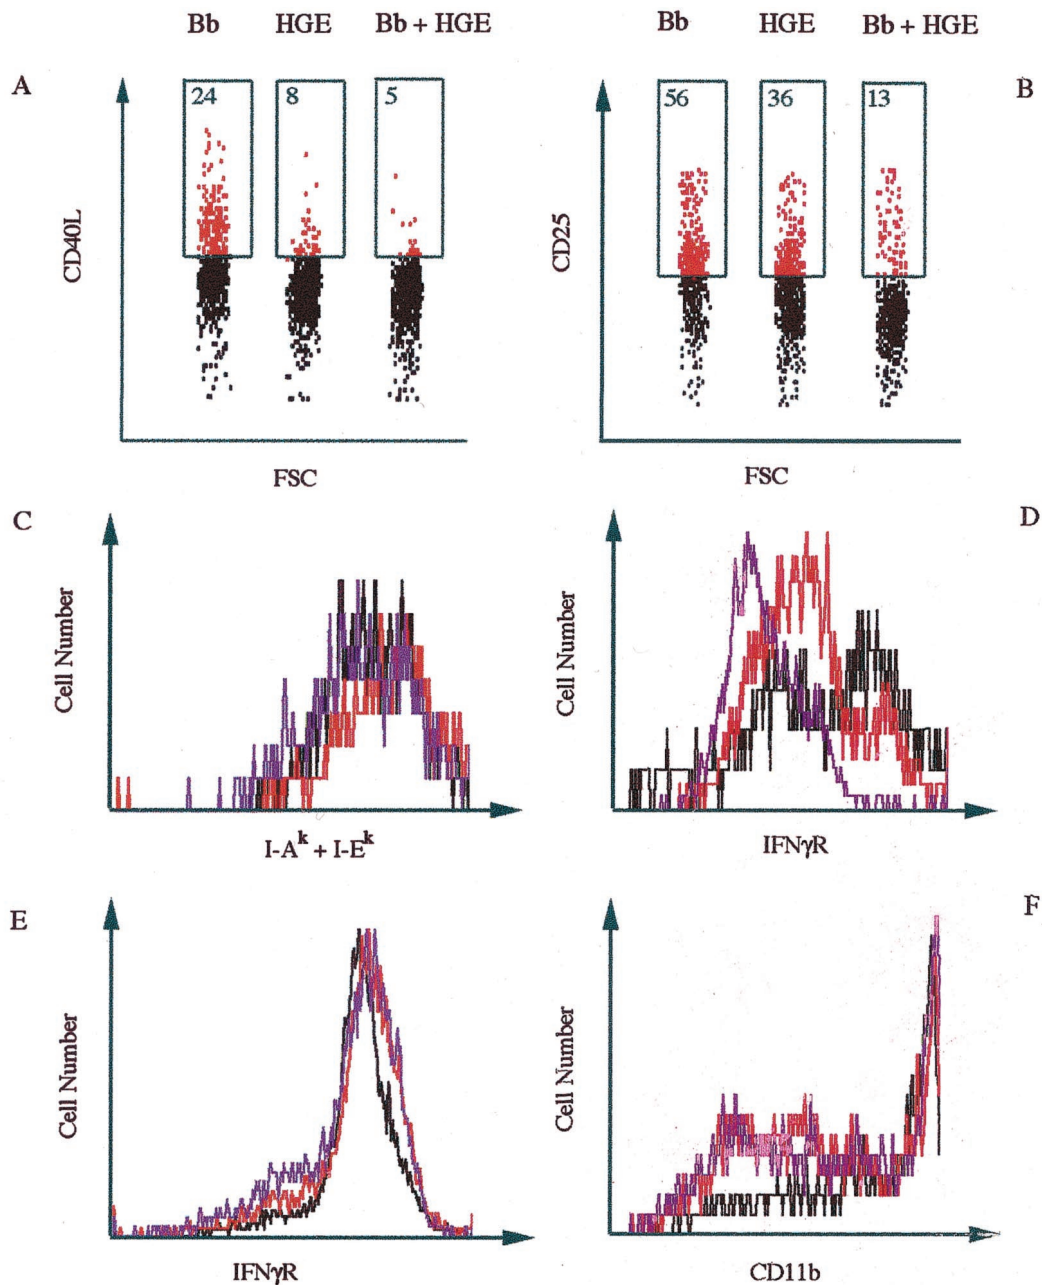 Bb HGE Bb + HGE Bb HGE Bb + HGE
A B
24 8 5 56 36 13
CD40L CD25
FSC FSC
C D
Cell Number Cell Number
I-Aᵏ + I-Eᵏ IFNγR
E F
Cell Number Cell Number
IFNγR CD11b